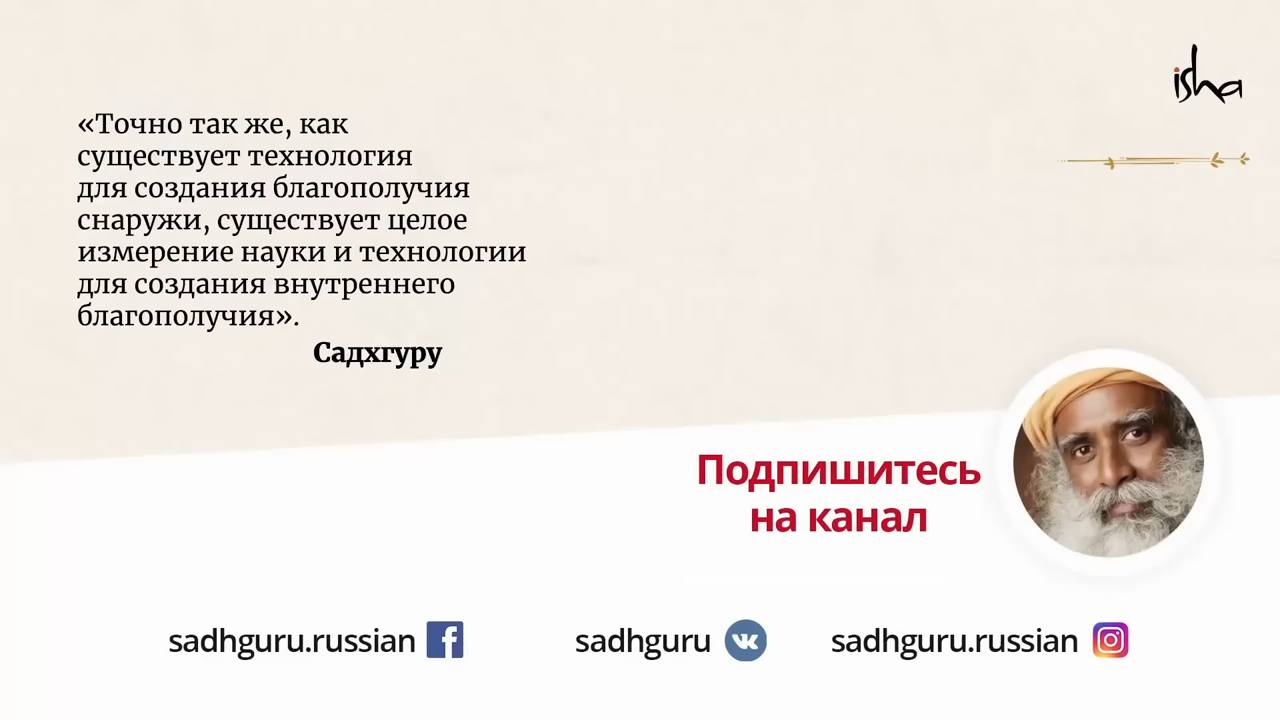 isha
«Точно так же, как
существует технология
для создания благополучия
снаружи, существует целое
измерение науки и технологии
для создания внутреннего
благополучия».
Садхгуру
Подпишитесь
на канал
sadhguru.russian
sadhguru
sadhguru.russian